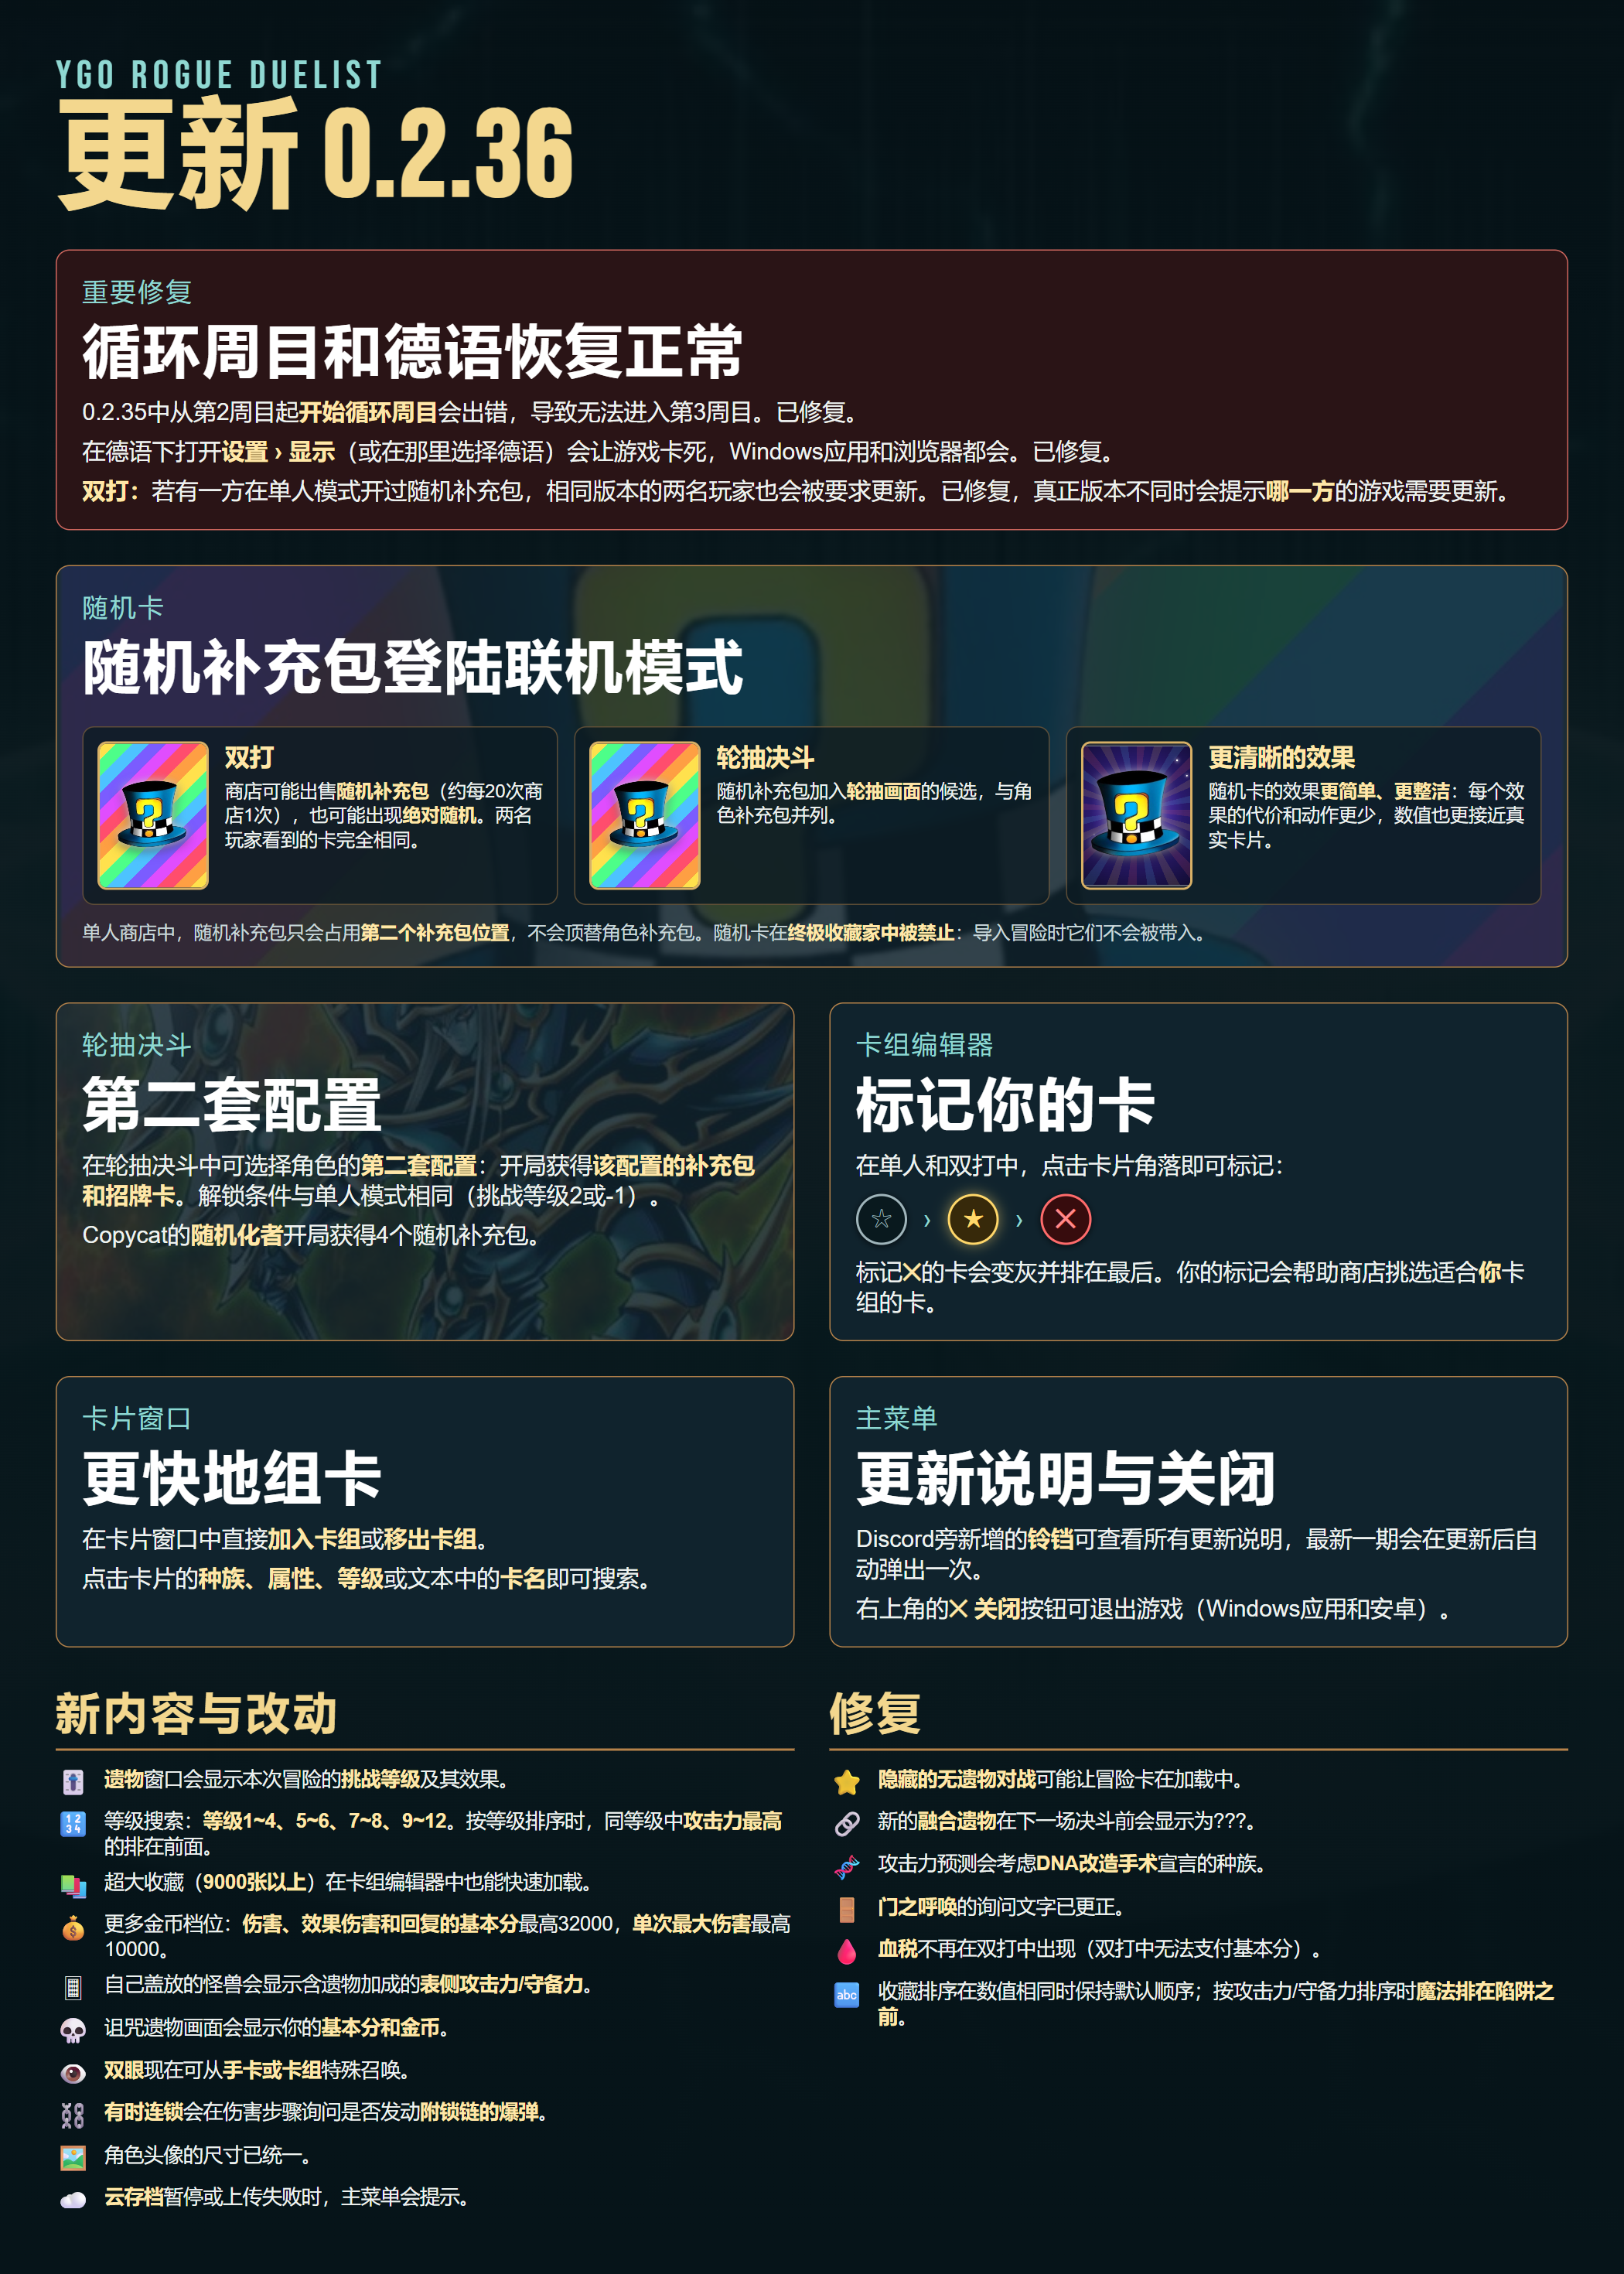 YGO ROGUE DUELIST
更新 0.2.36
重要修复
循环周目和德语恢复正常
0.2.35中从第2周目起开始循环周目会出错，导致无法进入第3周目。已修复。
在德语下打开设置 › 显示（或在那里选择德语）会让游戏卡死，Windows应用和浏览器都会。已修复。
双打：若有一方在单人模式开过随机补充包，相同版本的两名玩家也会被要求更新。已修复，真正版本不同时会提示哪一方的游戏需要更新。
随机卡
随机补充包登陆联机模式
双打
商店可能出售随机补充包（约每20次商
店1次），也可能出现绝对随机。两名
玩家看到的卡完全相同。
轮抽决斗
随机补充包加入轮抽画面的候选，与角
色补充包并列。
更清晰的效果
随机卡的效果更简单、更整洁：每个效
果的代价和动作更少，数值也更接近真
实卡片。
单人商店中，随机补充包只会占用第二个补充包位置，不会顶替角色补充包。随机卡在终极收藏家中被禁止：导入冒险时它们不会被带入。
轮抽决斗
第二套配置
在轮抽决斗中可选择角色的第二套配置：开局获得该配置的补充包
和招牌卡。解锁条件与单人模式相同（挑战等级2或-1）。
Copycat的随机化者开局获得4个随机补充包。
卡组编辑器
标记你的卡
在单人和双打中，点击卡片角落即可标记：
☆ › ★ › ✕
标记✕的卡会变灰并排在最后。你的标记会帮助商店挑选适合你卡
组的卡。
卡片窗口
更快地组卡
在卡片窗口中直接加入卡组或移出卡组。
点击卡片的种族、属性、等级或文本中的卡名即可搜索。
主菜单
更新说明与关闭
Discord旁新增的铃铛可查看所有更新说明，最新一期会在更新后自
动弹出一次。
右上角的✕ 关闭按钮可退出游戏（Windows应用和安卓）。
新内容与改动
遗物窗口会显示本次冒险的挑战等级及其效果。
等级搜索：等级1~4、5~6、7~8、9~12。按等级排序时，同等级中攻击力最高
的排在前面。
超大收藏（9000张以上）在卡组编辑器中也能快速加载。
更多金币档位：伤害、效果伤害和回复的基本分最高32000，单次最大伤害最高
10000。
自己盖放的怪兽会显示含遗物加成的表侧攻击力/守备力。
诅咒遗物画面会显示你的基本分和金币。
双眼现在可从手卡或卡组特殊召唤。
有时连锁会在伤害步骤询问是否发动附锁链的爆弹。
角色头像的尺寸已统一。
云存档暂停或上传失败时，主菜单会提示。
修复
隐藏的无遗物对战可能让冒险卡在加载中。
新的融合遗物在下一场决斗前会显示为???。
攻击力预测会考虑DNA改造手术宣言的种族。
门之呼唤的询问文字已更正。
血税不再在双打中出现（双打中无法支付基本分）。
收藏排序在数值相同时保持默认顺序；按攻击力/守备力排序时魔法排在陷阱之
前。